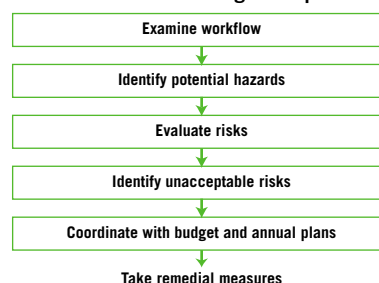 Examine workflow
Identify potential hazards
Evaluate risks
Identify unacceptable risks
Coordinate with budget and annual plans
Take remedial measures